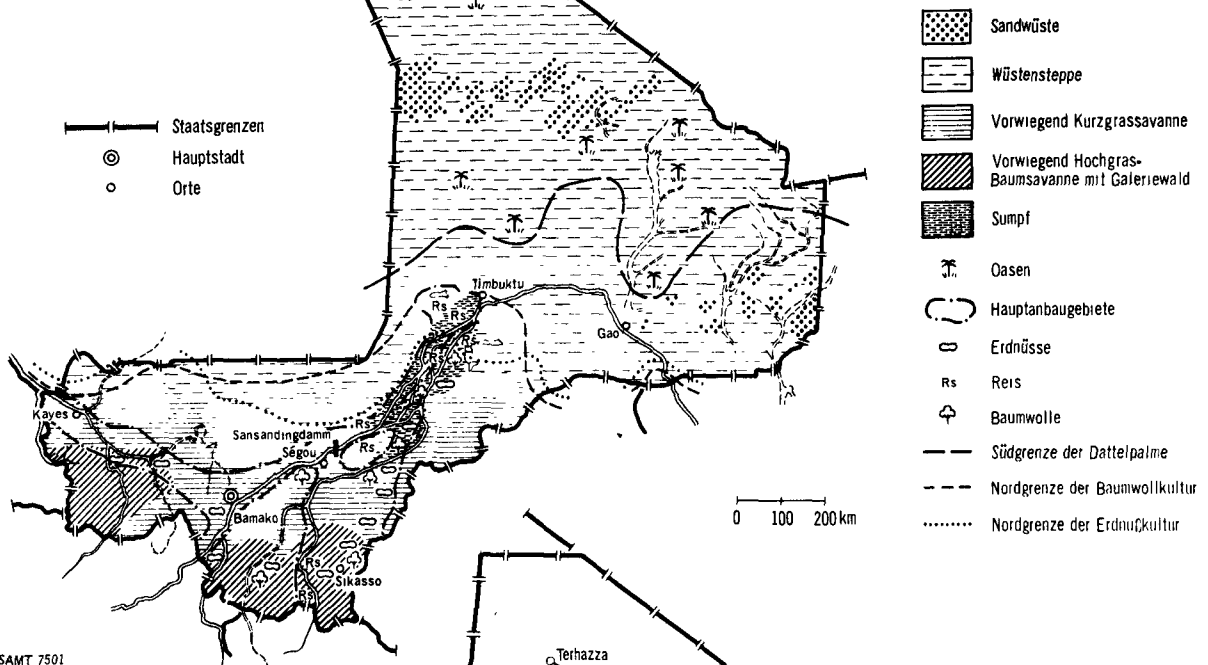 Staatsgrenzen
Hauptstadt
Orte
Timbuktu
Rs
Rs
Rs
Rs
Gao
Kayes
Rs
Sansandingdamm
Rs
Ségou
Bamako
Rs
Sikasso
Rs
0 100 200 km
Terhazza
SAMT 7501
Sandwüste
Wüstensteppe
Vorwiegend Kurzgrassavanne
Vorwiegend Hochgras-
Baumsavanne mit Galeriewald
Sumpf
Oasen
Hauptanbaugebiete
Erdnüsse
Rs Reis
Baumwolle
Südgrenze der Dattelpalme
Nordgrenze der Baumwollkultur
Nordgrenze der Erdnußkultur